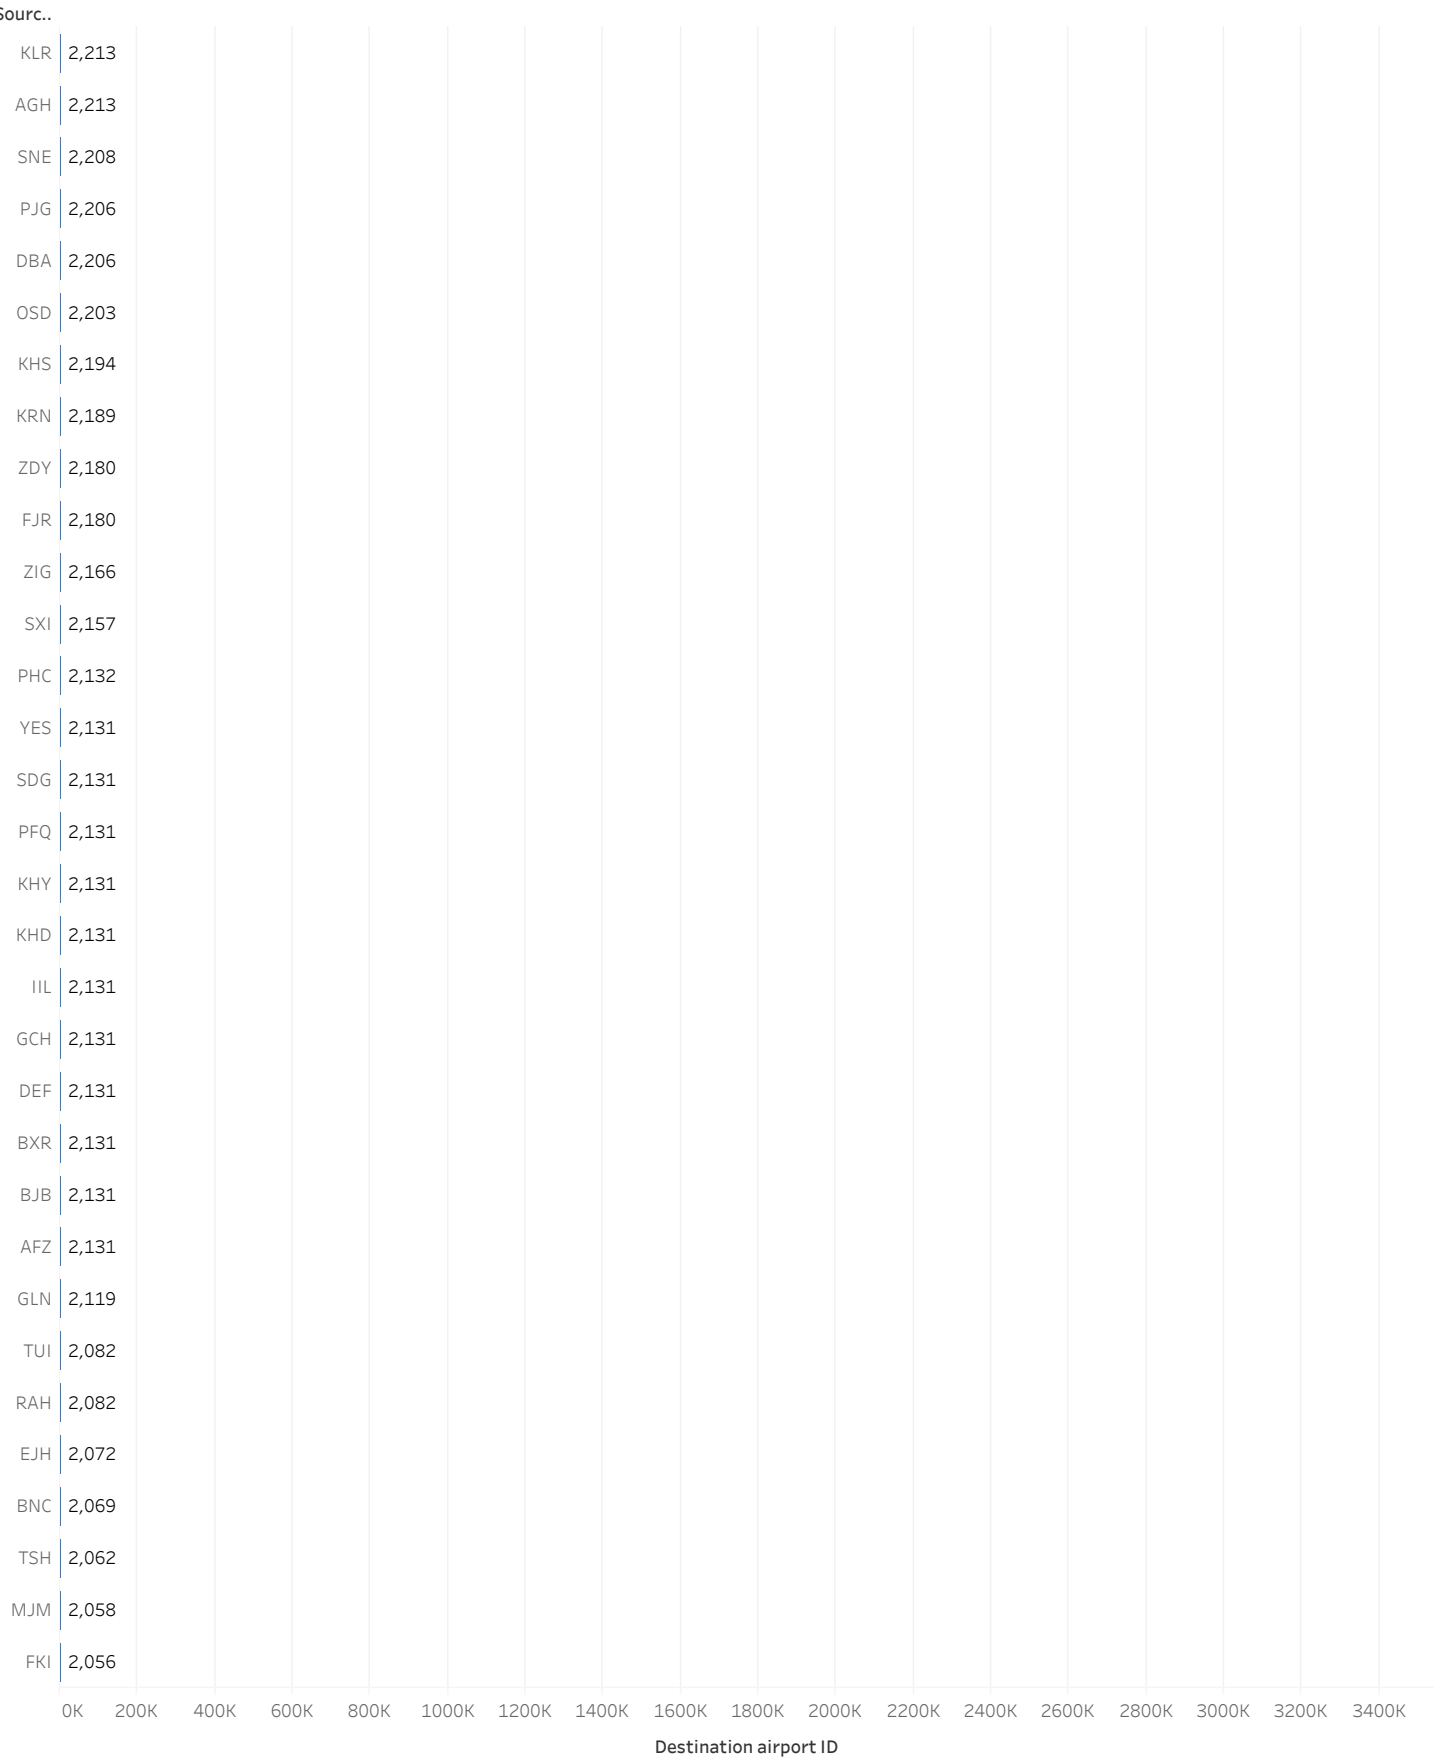 Sourc..
KLR 2,213
AGH 2,213
SNE 2,208
PJG 2,206
DBA 2,206
OSD 2,203
KHS 2,194
KRN 2,189
ZDY 2,180
FJR 2,180
ZIG 2,166
SXI 2,157
PHC 2,132
YES 2,131
SDG 2,131
PFQ 2,131
KHY 2,131
KHD 2,131
IIL 2,131
GCH 2,131
DEF 2,131
BXR 2,131
BJB 2,131
AFZ 2,131
GLN 2,119
TUI 2,082
RAH 2,082
EJH 2,072
BNC 2,069
TSH 2,062
MJM 2,058
FKI 2,056
0K 200K 400K 600K 800K 1000K 1200K 1400K 1600K 1800K 2000K 2200K 2400K 2600K 2800K 3000K 3200K 3400K
Destination airport ID